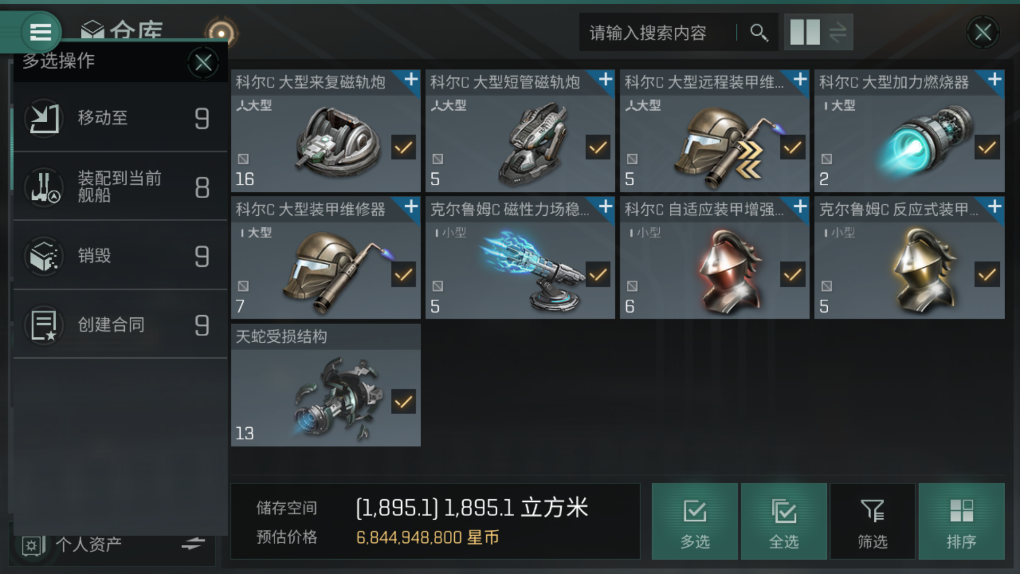 仓库
请输入搜索内容
多选操作
移动至 9
装配到当前
舰船 8
销毁 9
创建合同 9
个人资产
科尔C 大型来复磁轨炮
大型
16
科尔C 大型短管磁轨炮
大型
5
科尔C 大型远程装甲维...
大型
5
科尔C 大型加力燃烧器
大型
2
科尔C 大型装甲维修器
大型
7
克尔鲁姆C 磁性力场稳...
小型
5
科尔C 自适应装甲增强...
小型
6
克尔鲁姆C 反应式装甲...
小型
5
天蛇受损结构
13
储存空间 (1,895.1) 1,895.1 立方米
预估价格 6,844,948,800 星币
多选
全选
筛选
排序